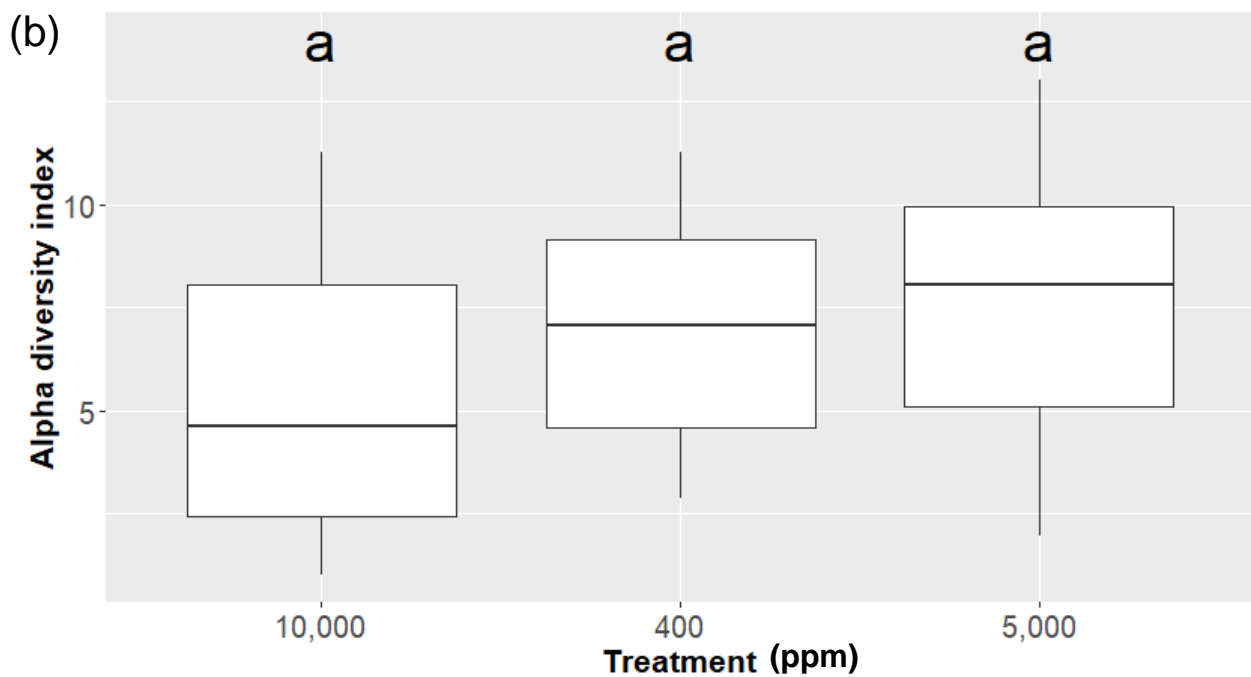 (b)
a a a
Alpha diversity index
10
5
10,000 400 5,000
Treatment (ppm)